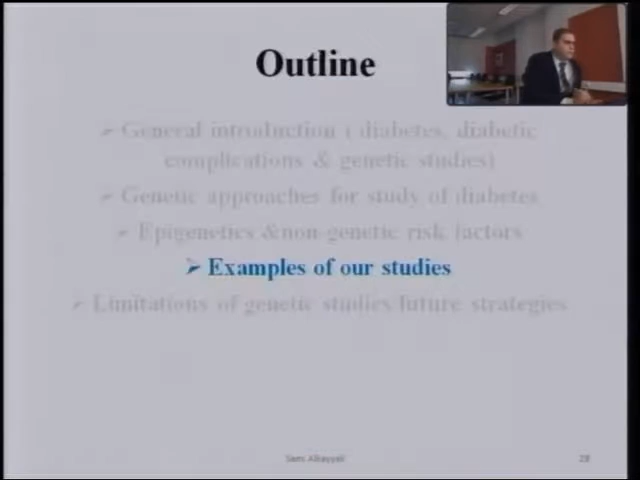 Outline
➢ General introduction ( diabetes, diabetic
complications & genetic studies)
➢ Genetic approaches for study of diabetes
➢ Epigenetics &non-genetic risk factors
➢ Examples of our studies
➢ Limitations of genetic studies/future strategies
28